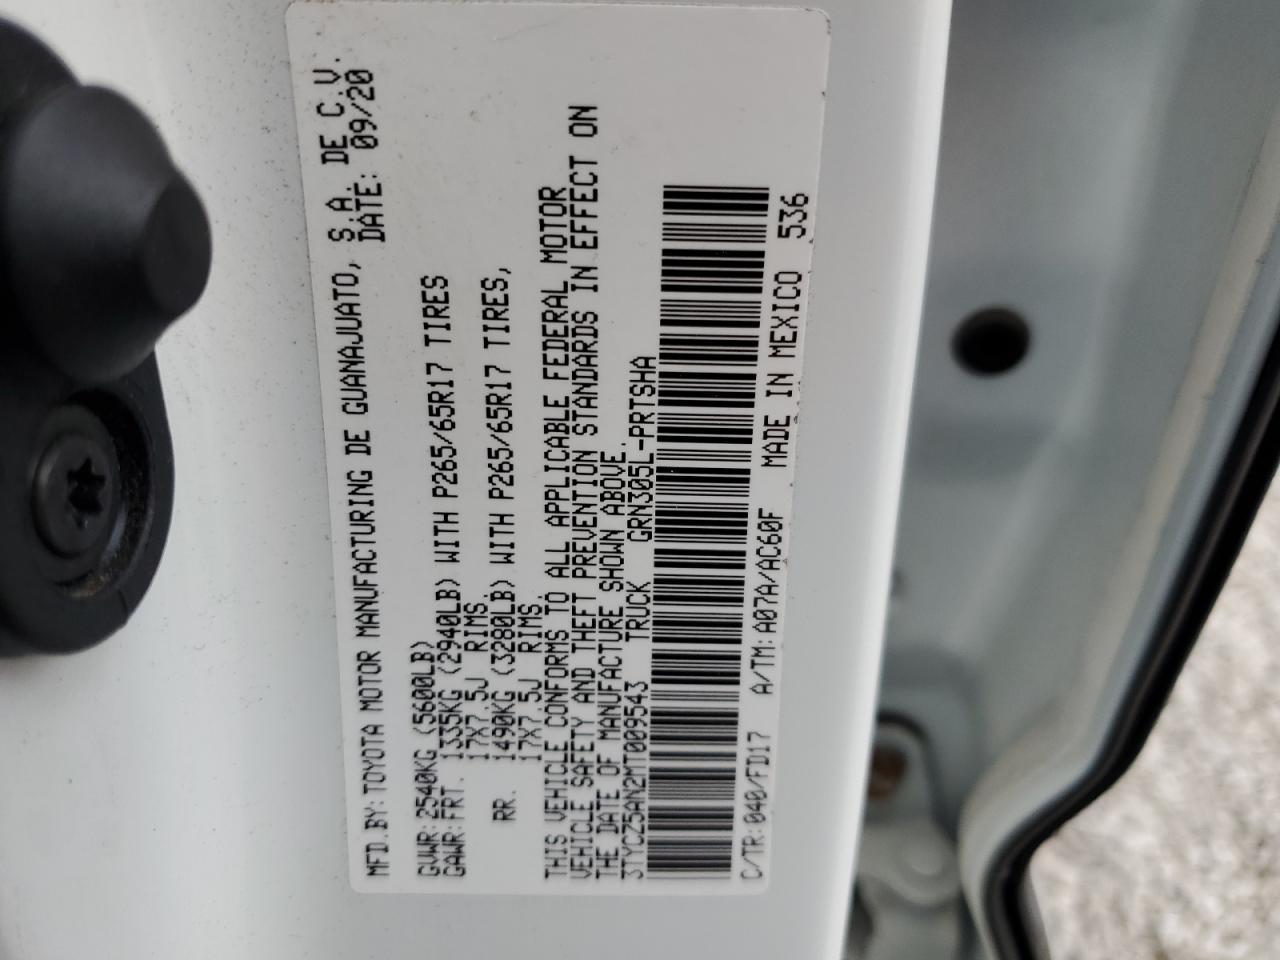 MFD.BY:TOYOTA MOTOR MANUFACTURING DE GUANAJUATO, S.A. DE C.V.
DATE: 09/20
GVWR:2540KG (5600LB)
GAWR:FRT. 1335KG (2940LB) WITH P265/65R17 TIRES
17X7.5J RIMS,
RR. 1490KG (3280LB) WITH P265/65R17 TIRES,
17X7.5J RIMS.
THIS VEHICLE CONFORMS TO ALL APPLICABLE FEDERAL MOTOR
VEHICLE SAFETY AND THEFT PREVENTION STANDARDS IN EFFECT ON
THE DATE OF MANUFACTURE SHOWN ABOVE.
3TYCZ5AN2MT009543 TRUCK GRN305L-PRTSHA
C/TR:040/FD17 A/TM:A07A/AC60F MADE IN MEXICO 536